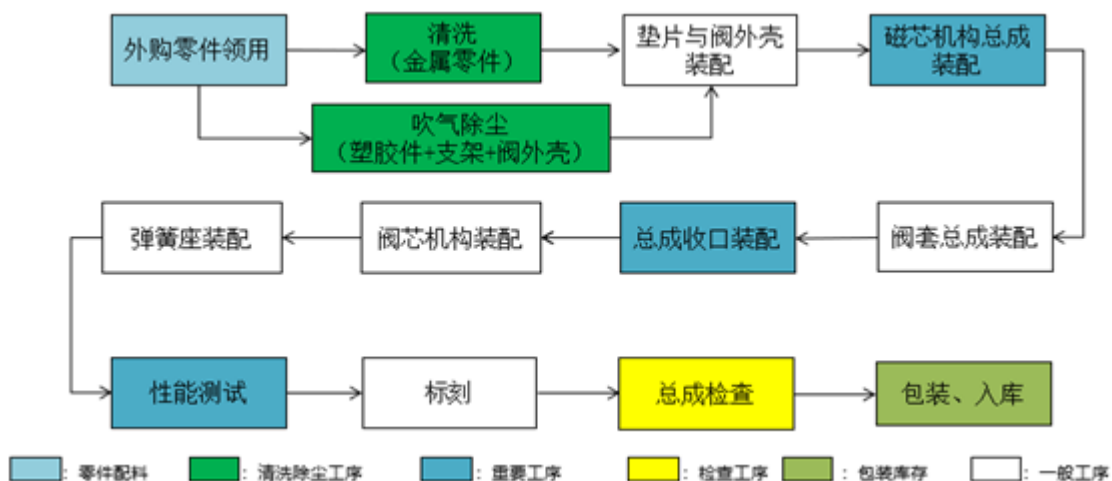 外购零件领用
清洗
（金属零件）
垫片与阀外壳
装配
磁芯机构总成
装配
吹气除尘
（塑胶件+支架+阀外壳）
弹簧座装配
阀芯机构装配
总成收口装配
阀套总成装配
性能测试
标刻
总成检查
包装、入库
：零件配料
：清洗除尘工序
：重要工序
：检查工序
：包装库存
：一般工序